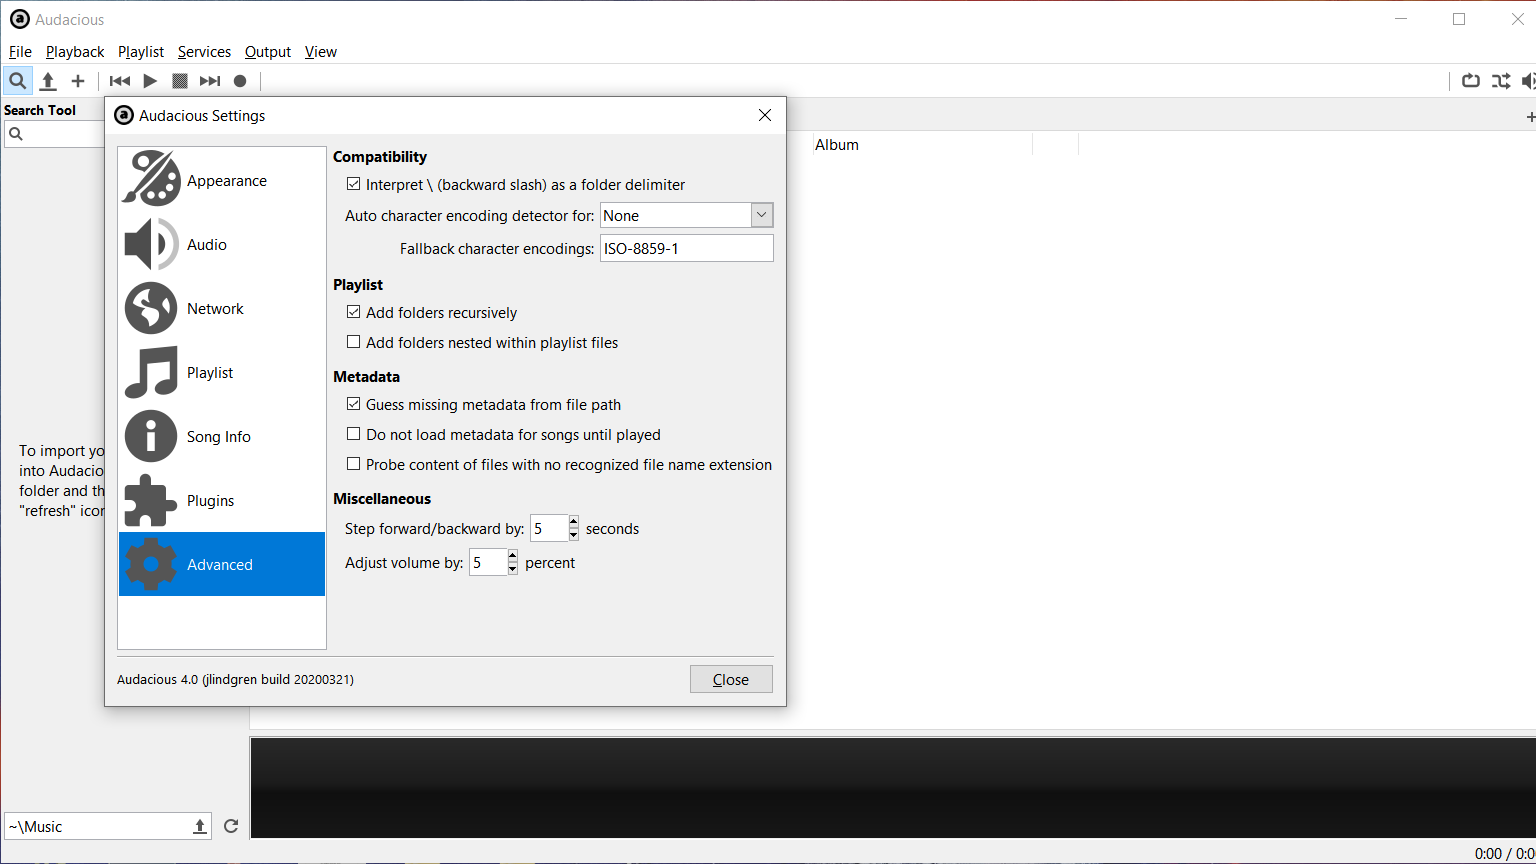 Audacious
File Playback Playlist Services Output View
Search Tool
Audacious Settings
Album
Appearance
Audio
Network
Playlist
Song Info
Plugins
Advanced
Compatibility
Interpret \ (backward slash) as a folder delimiter
Auto character encoding detector for: None
Fallback character encodings: ISO-8859-1
Playlist
Add folders recursively
Add folders nested within playlist files
Metadata
Guess missing metadata from file path
Do not load metadata for songs until played
Probe content of files with no recognized file name extension
Miscellaneous
Step forward/backward by: 5 seconds
Adjust volume by: 5 percent
Audacious 4.0 (jlindgren build 20200321)
Close
To import yo
into Audacio
folder and th
"refresh" icor
~\Music
0:00 / 0:0